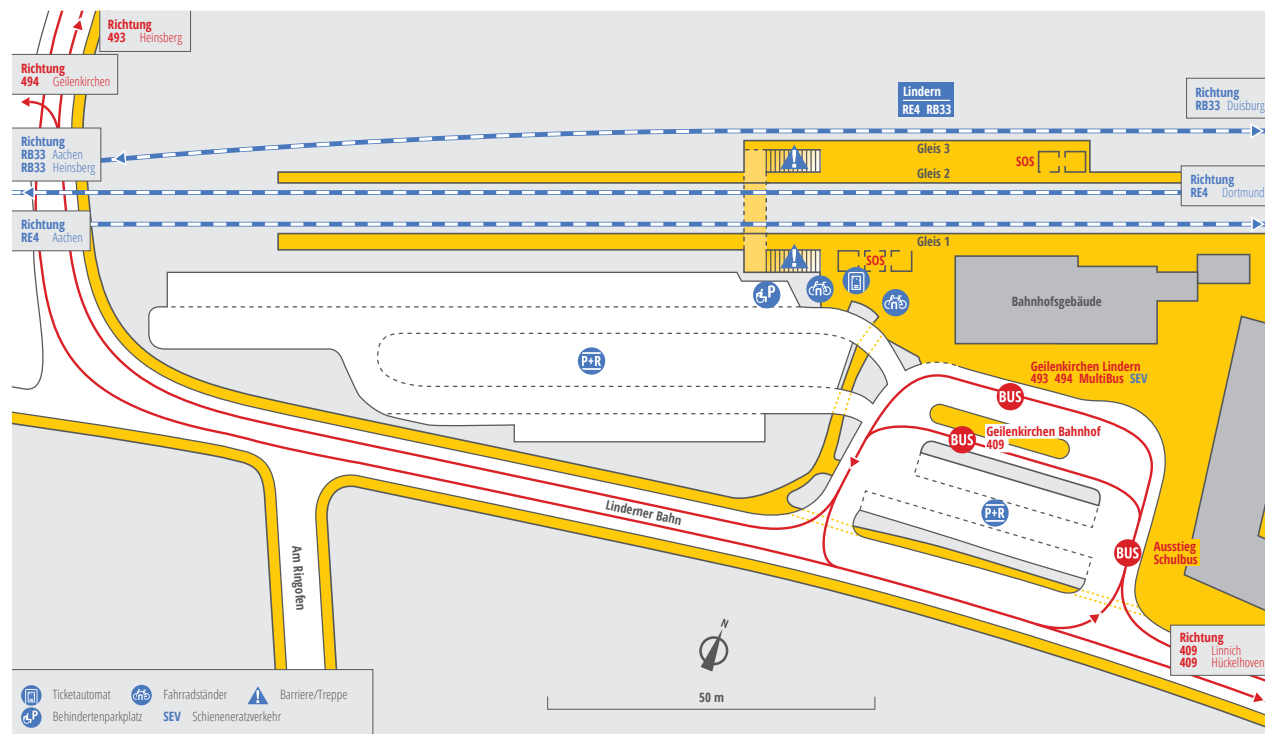 Richtung
493 Heinsberg
Richtung
494 Geilenkirchen
Lindern
RE4 RB33
Richtung
RB33 Duisburg
Richtung
RB33 Aachen
RB33 Heinsberg
Gleis 3
SOS
Gleis 2
Richtung
RE4 Dortmund
Richtung
RE4 Aachen
Gleis 1
SOS
P
Bahnhofsgebäude
P+R
Geilenkirchen Lindern
493 494 MultiBus SEV
BUS
Geilenkirchen Bahnhof
409
BUS
P+R
Linderner Bahn
BUS
Ausstieg
Schulbus
Am Ringofen
N
Richtung
409 Linnich
409 Hückelhoven
50 m
Ticketautomat
Fahrradständer
Barriere/Treppe
P
Behindertenparkplatz
SEV Schieneneratzverkehr